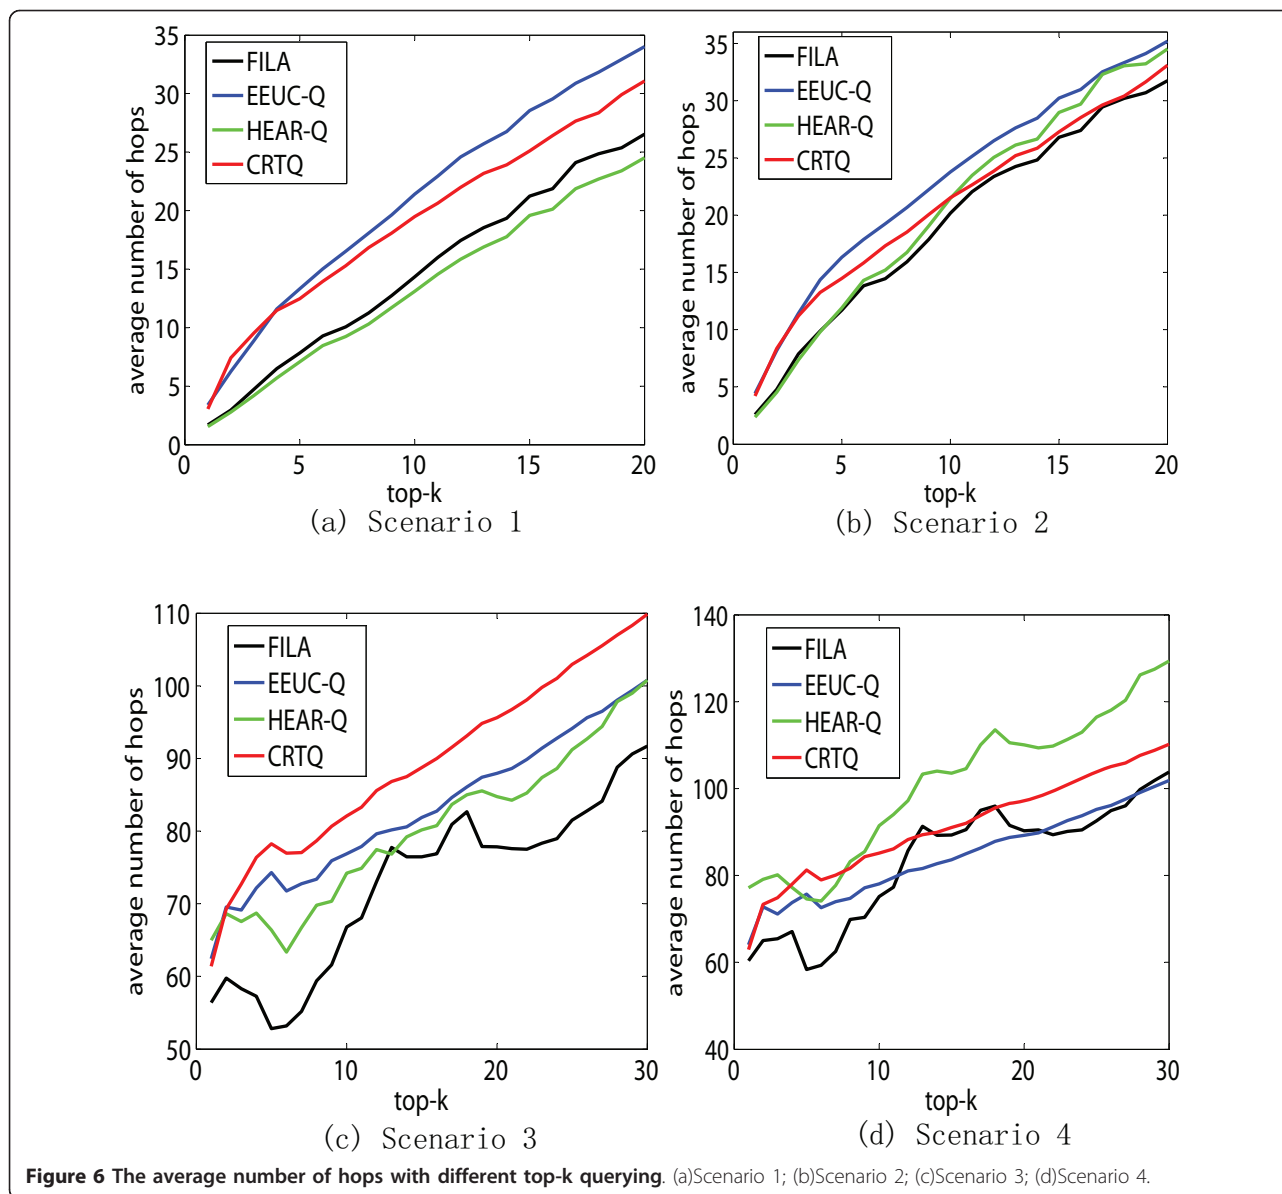 35
30
25
20
15
10
5
0
average number of hops
FILA
EEUC-Q
HEAR-Q
CRTQ
0 5 10 15 20
top-k
(a) Scenario 1
35
30
25
20
15
10
5
0
average number of hops
FILA
EEUC-Q
HEAR-Q
CRTQ
0 5 10 15 20
top-k
(b) Scenario 2
110
100
90
80
70
60
50
average number of hops
FILA
EEUC-Q
HEAR-Q
CRTQ
0 10 20 30
top-k
(c) Scenario 3
140
120
100
80
60
40
average number of hops
FILA
EEUC-Q
HEAR-Q
CRTQ
0 10 20 30
top-k
(d) Scenario 4
Figure 6 The average number of hops with different top-k querying. (a)Scenario 1; (b)Scenario 2; (c)Scenario 3; (d)Scenario 4.